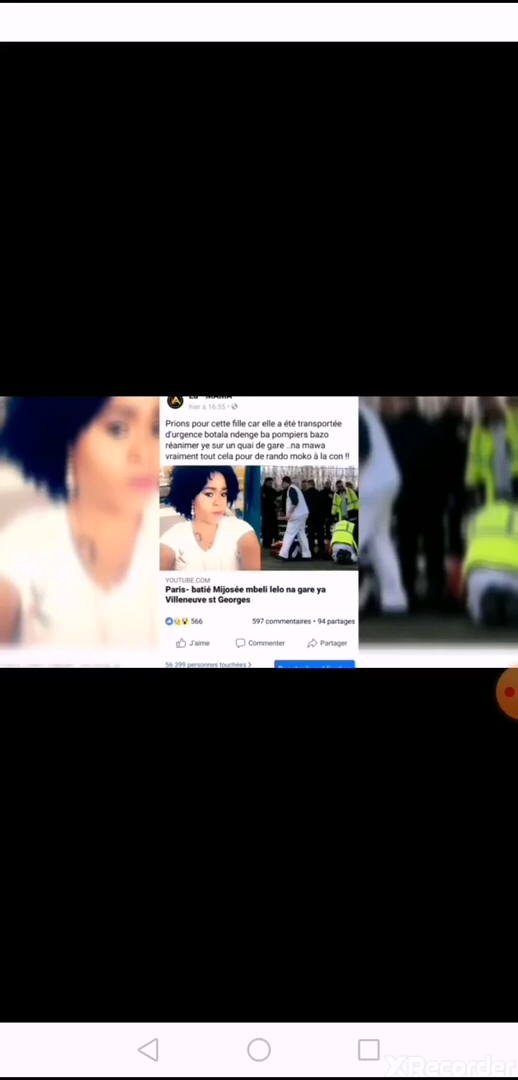 hier à 16:55
Prions pour cette fille car elle a été transportée
d'urgence botala ndenge ba pompiers bazo
réanimer ye sur un quai de gare ..na mawa
vraiment tout cela pour de rando moko à la con !!
YOUTUBE.COM
Paris- batié Mijosée mbeli lelo na gare ya
Villeneuve st Georges
566
597 commentaires • 94 partages
J'aime
Commenter
Partager
56 399 personnes touchées
XRecorder